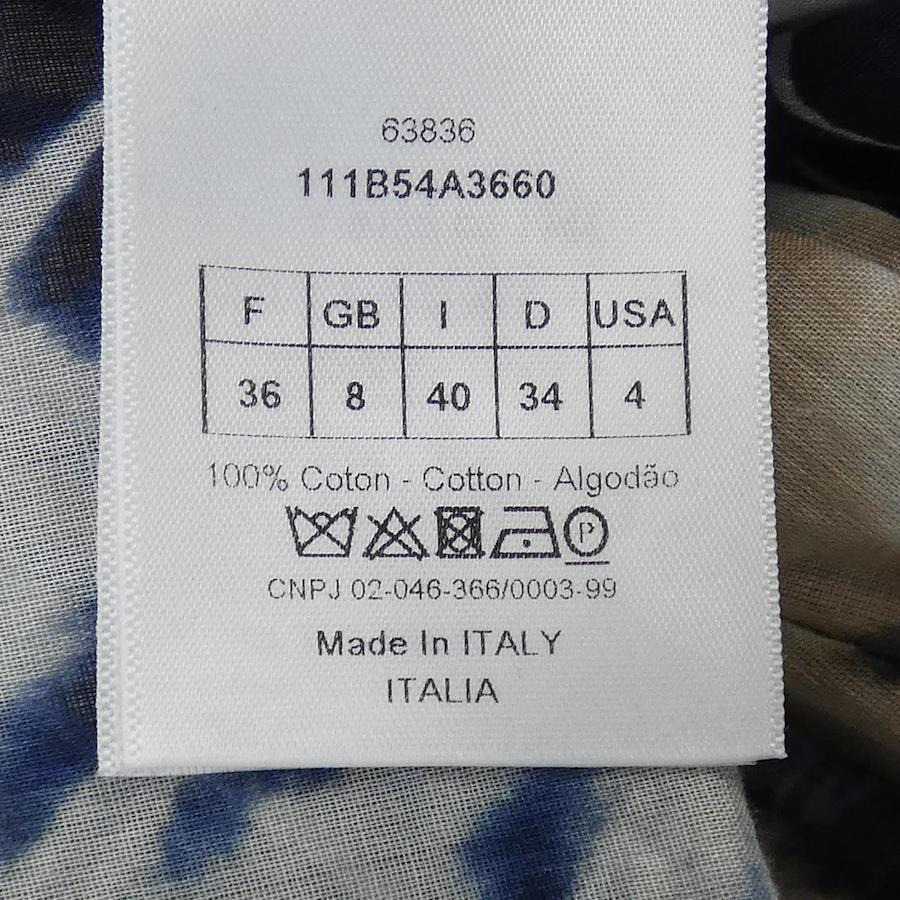 63836
111B54A3660
F GB I D USA
36 8 40 34 4
100% Coton - Cotton - Algodão
P
CNPJ 02-046-366/0003-99
Made In ITALY
ITALIA